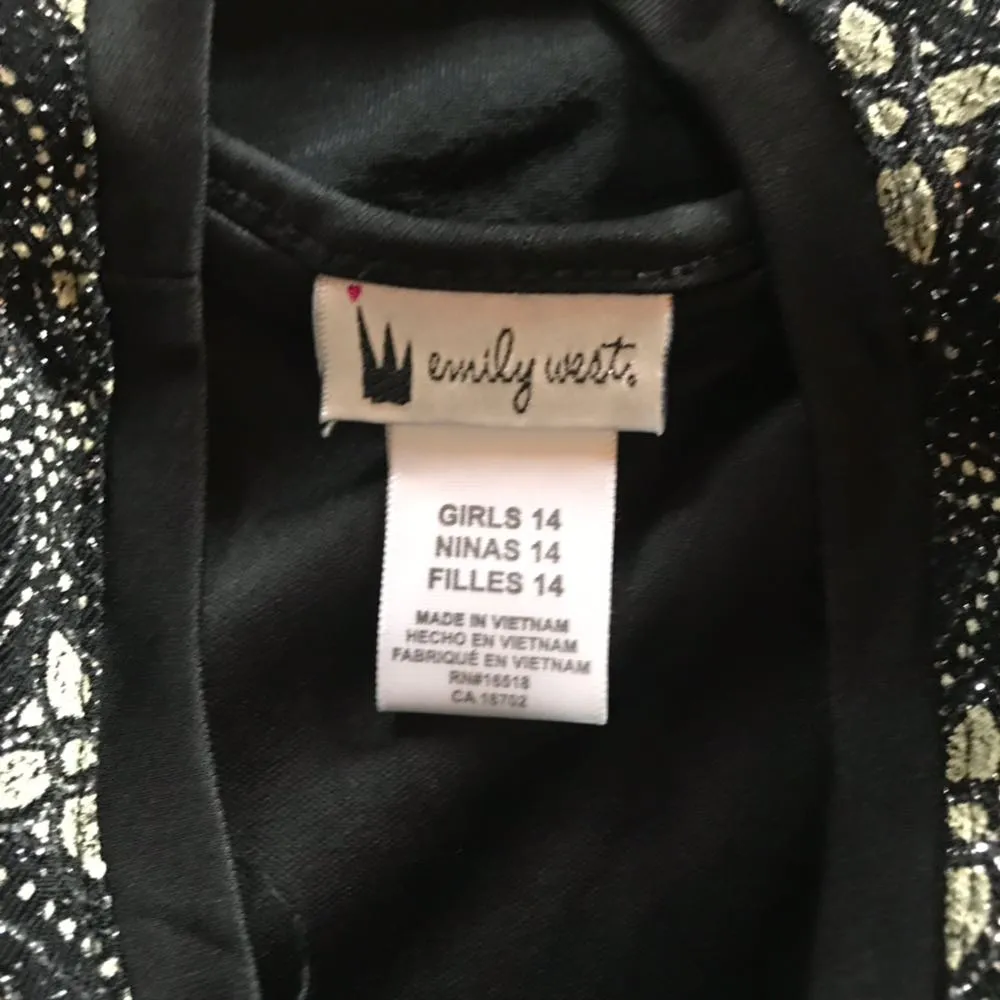 emily west.
GIRLS 14
NINAS 14
FILLES 14
MADE IN VIETNAM
HECHO EN VIETNAM
FABRIQUÉ EN VIETNAM
RN#16518
CA 18702